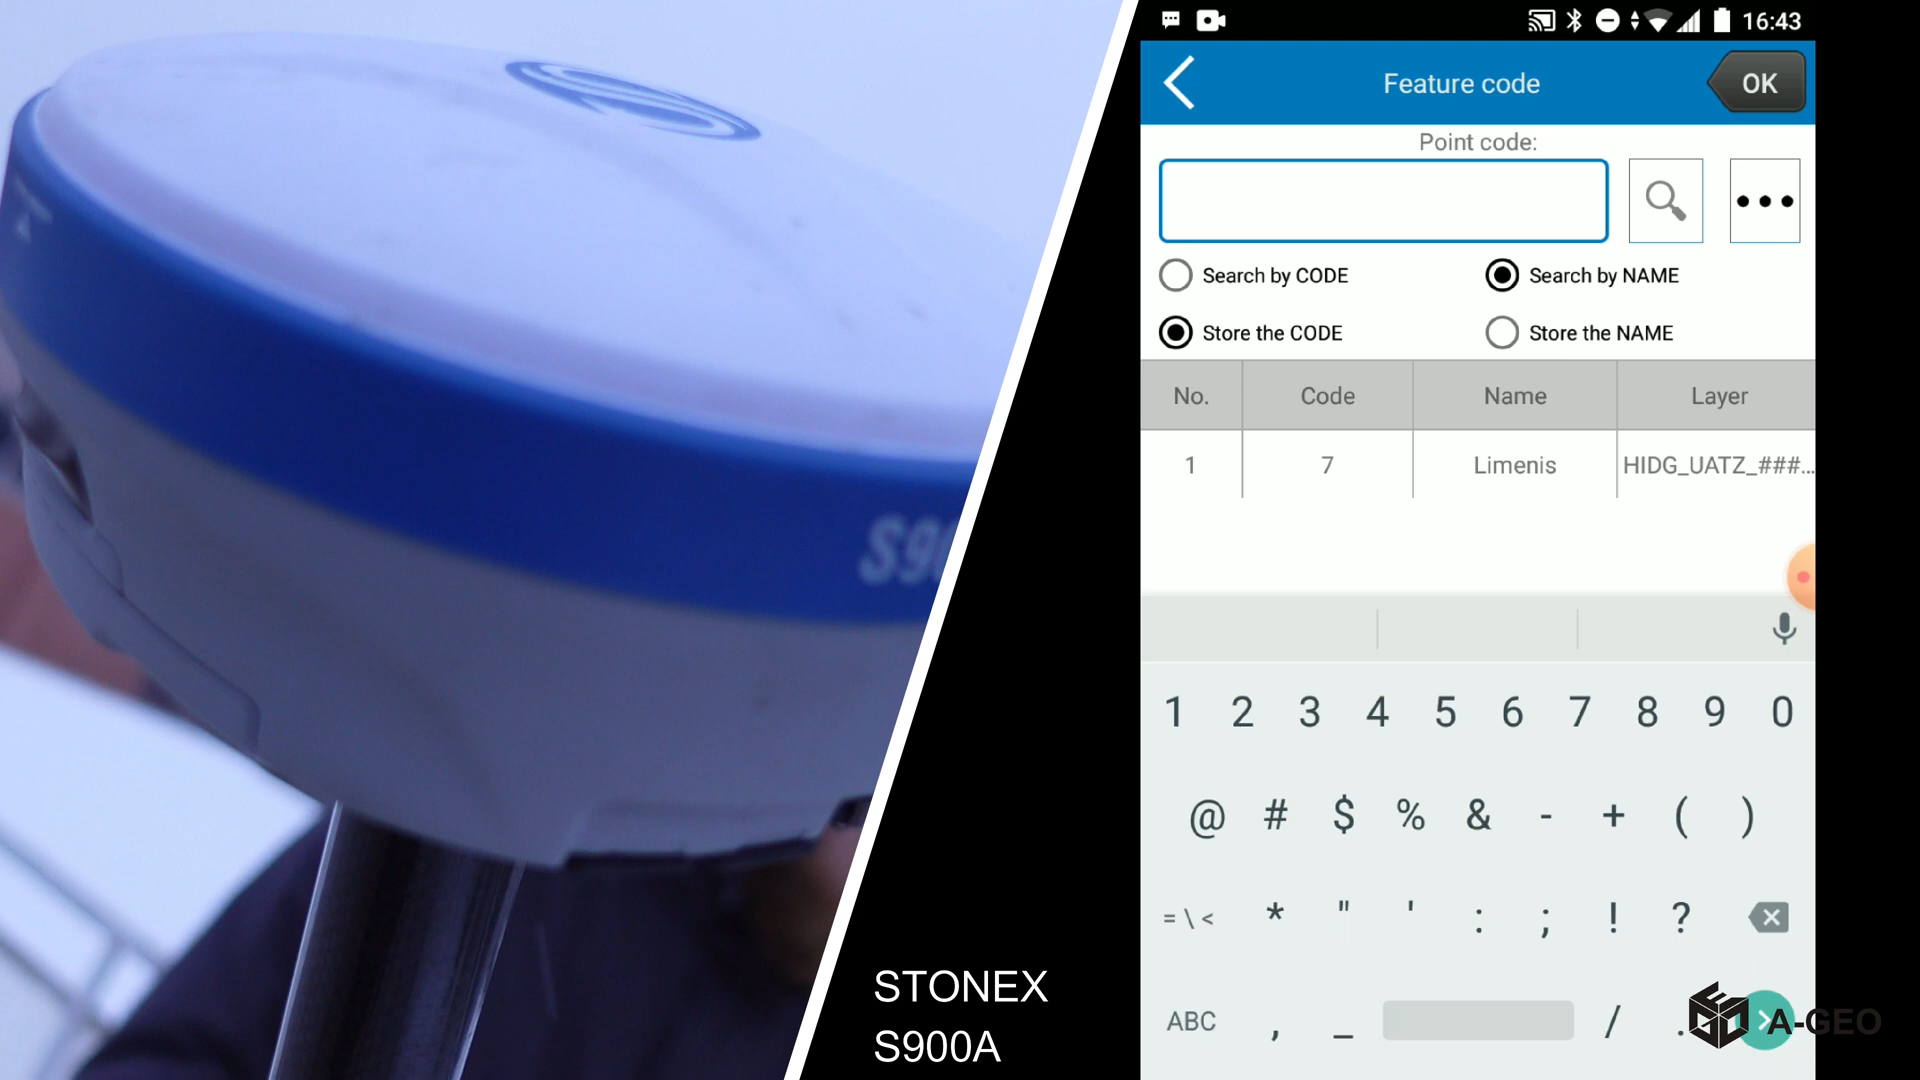 S90
STONEX
S900A
16:43
Feature code
OK
Point code:
Search by CODE
Search by NAME
Store the CODE
Store the NAME
No. Code Name Layer
1 7 Limenis HIDG_UATZ_###...
1 2 3 4 5 6 7 8 9 0
@ # $ % & - + ( )
= \ < * " ' : ; ! ?
ABC , _ / .
A-GEO